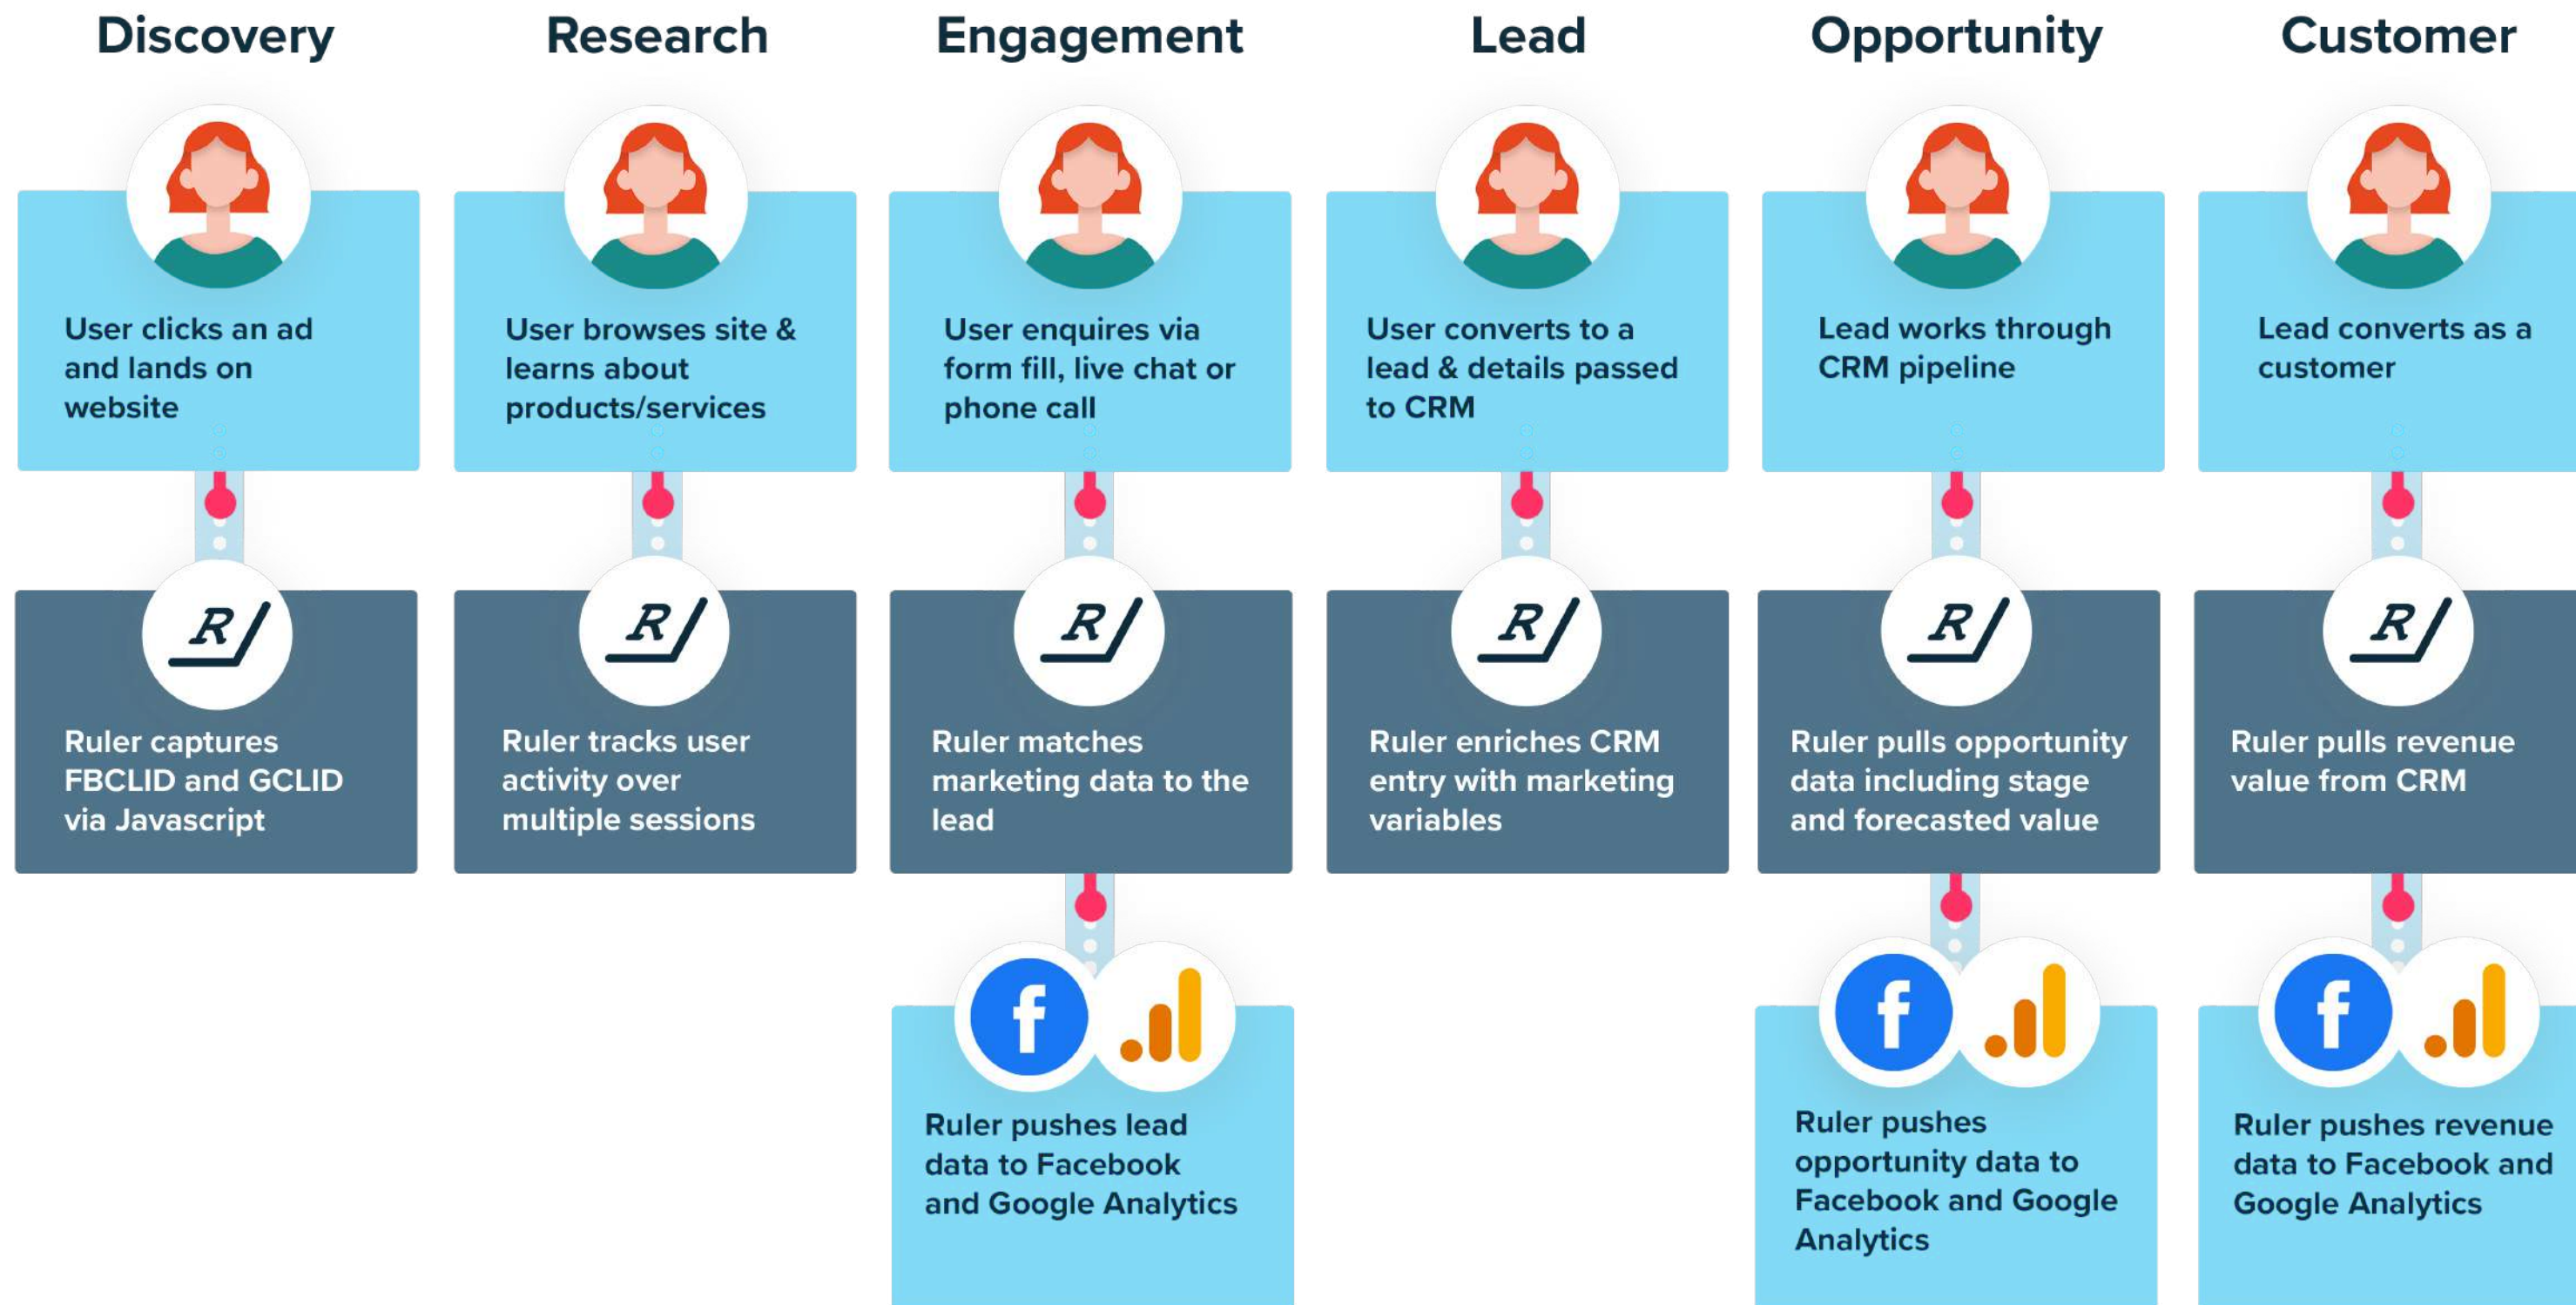 Discovery
Research
Engagement
Lead
Opportunity
Customer
User clicks an ad
and lands on
website
User browses site &
learns about
products/services
User enquires via
form fill, live chat or
phone call
User converts to a
lead & details passed
to CRM
Lead works through
CRM pipeline
Lead converts as a
customer
R
R
R
R
R
R
Ruler captures
FBCLID and GCLID
via Javascript
Ruler tracks user
activity over
multiple sessions
Ruler matches
marketing data to the
lead
Ruler enriches CRM
entry with marketing
variables
Ruler pulls opportunity
data including stage
and forecasted value
Ruler pulls revenue
value from CRM
f
f
f
Ruler pushes lead
data to Facebook
and Google Analytics
Ruler pushes
opportunity data to
Facebook and Google
Analytics
Ruler pushes revenue
data to Facebook and
Google Analytics